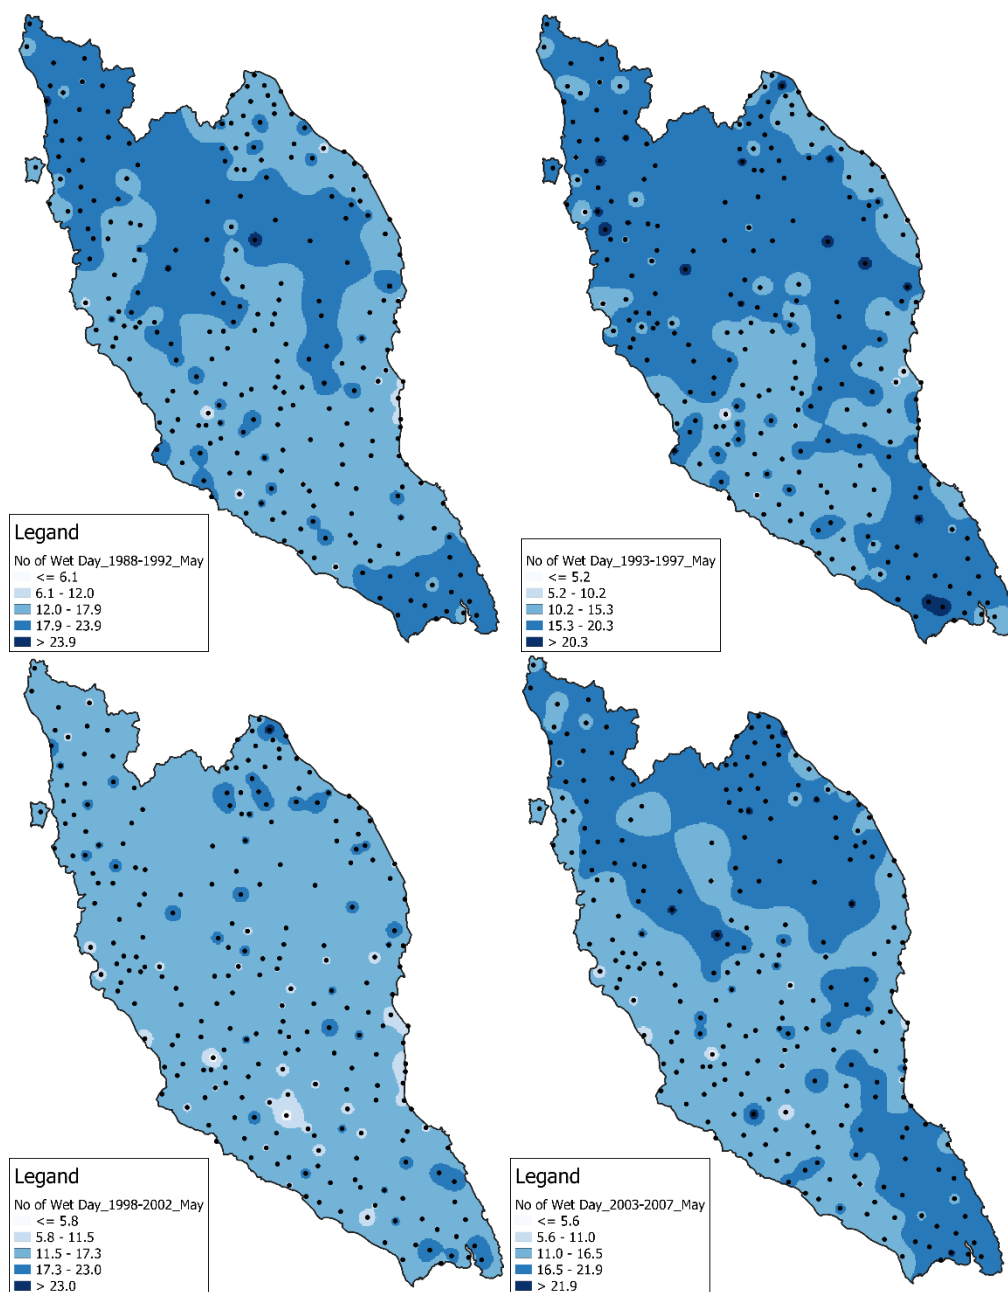 Legand
No of Wet Day_1988-1992_May
<= 6.1
6.1 - 12.0
12.0 - 17.9
17.9 - 23.9
> 23.9
Legand
No of Wet Day_1993-1997_May
<= 5.2
5.2 - 10.2
10.2 - 15.3
15.3 - 20.3
> 20.3
Legand
No of Wet Day_1998-2002_May
<= 5.8
5.8 - 11.5
11.5 - 17.3
17.3 - 23.0
> 23.0
Legand
No of Wet Day_2003-2007_May
<= 5.6
5.6 - 11.0
11.0 - 16.5
16.5 - 21.9
> 21.9